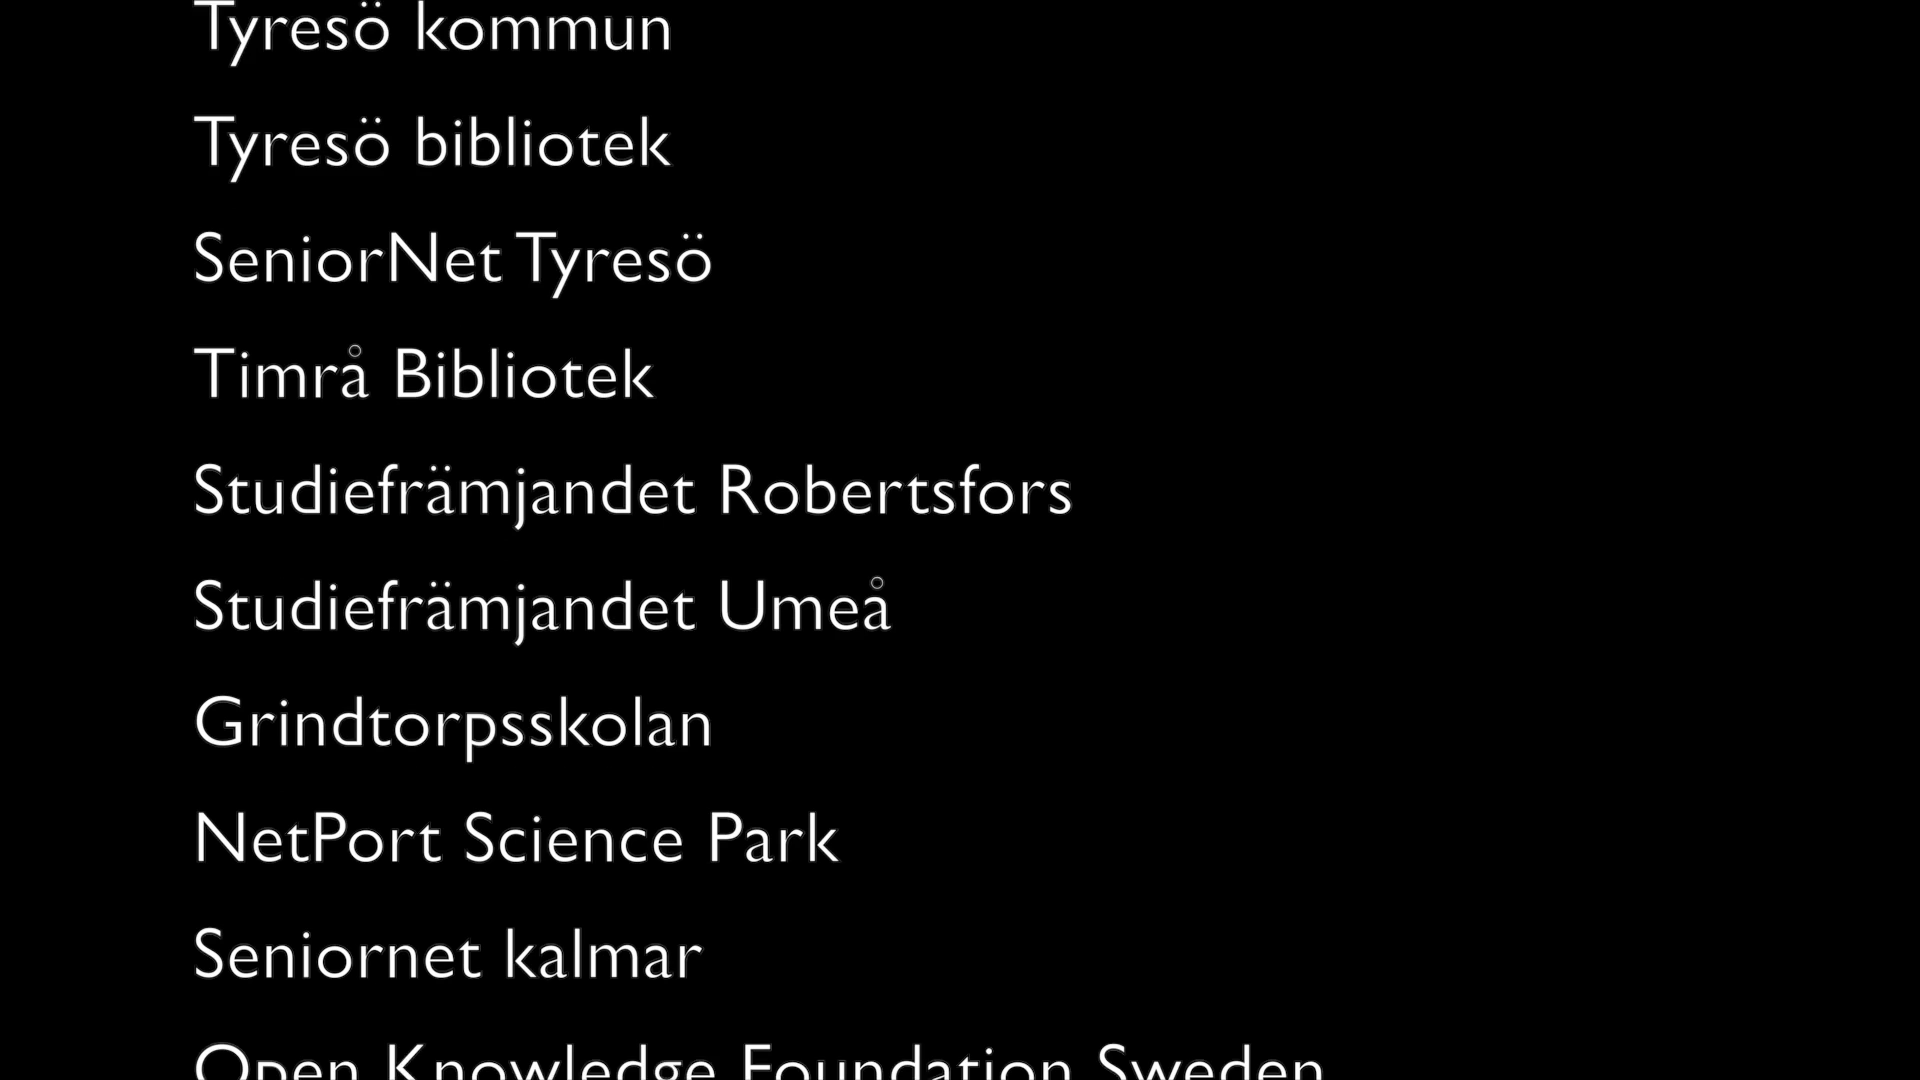 Tyresö kommun
Tyresö bibliotek
SeniorNet Tyresö
Timrå Bibliotek
Studiefrämjandet Robertsfors
Studiefrämjandet Umeå
Grindtorpsskolan
NetPort Science Park
Seniornet kalmar
Open Knowledge Foundation Sweden